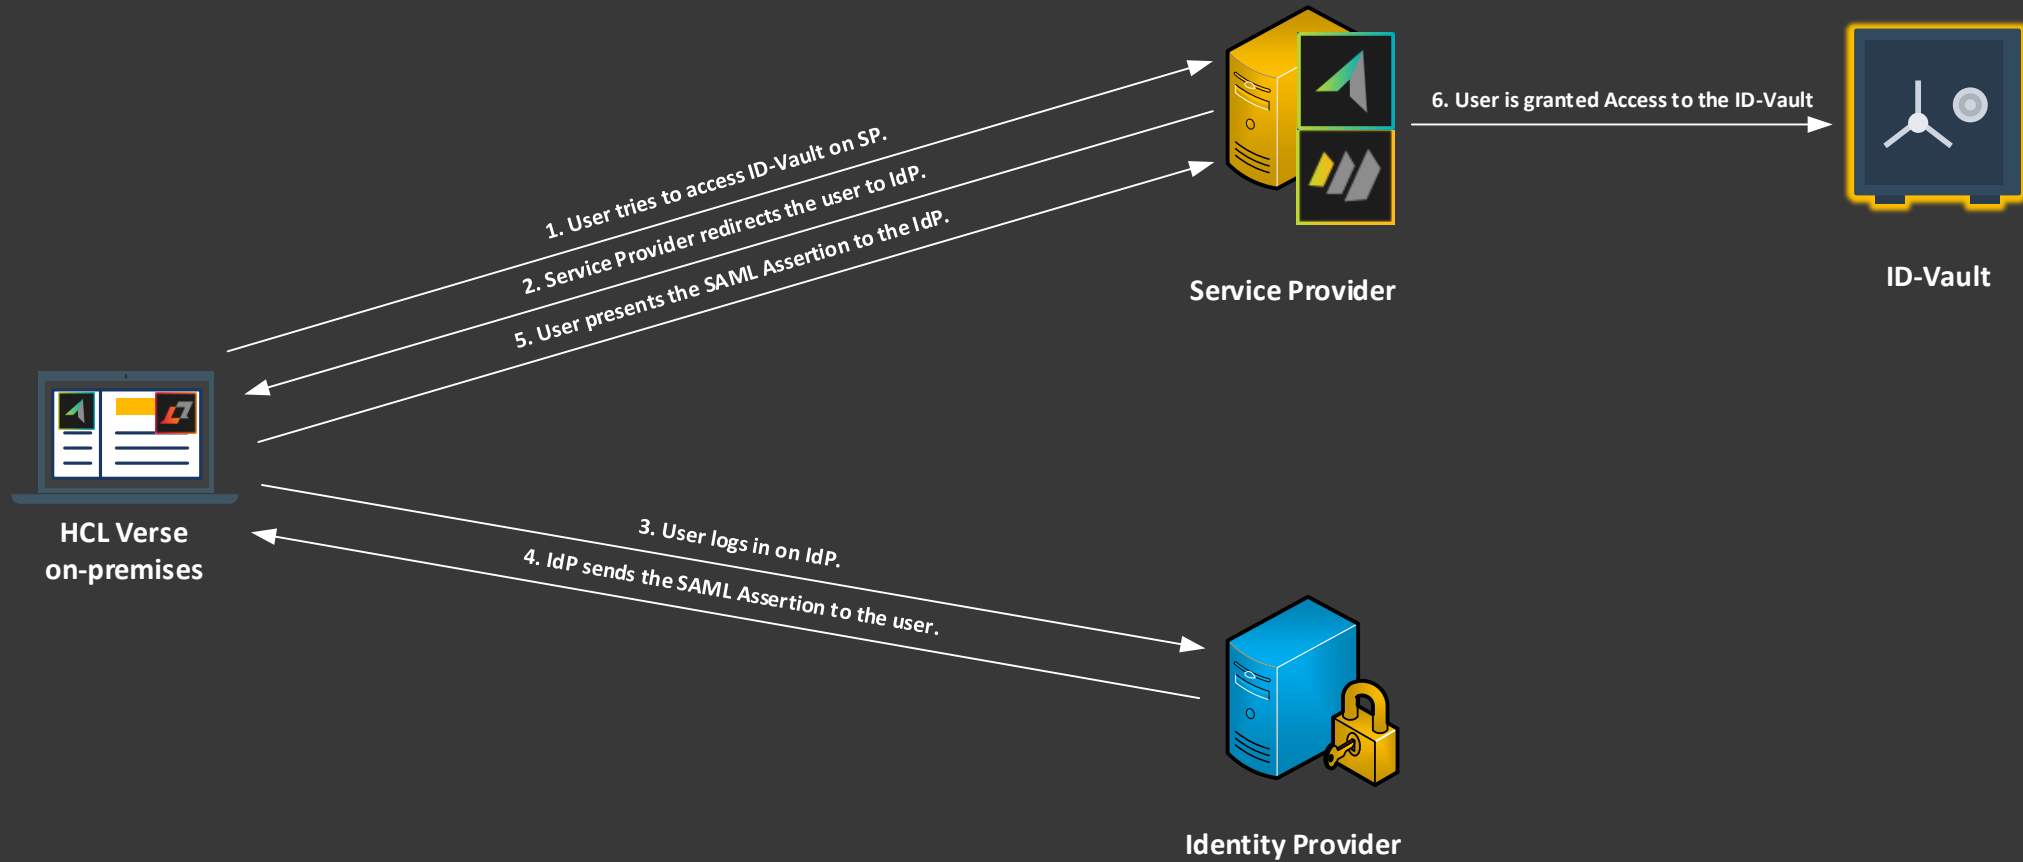 1. User tries to access ID-Vault on SP.
2. Service Provider redirects the user to IdP.
5. User presents the SAML Assertion to the IdP.
6. User is granted Access to the ID-Vault
Service Provider
ID-Vault
HCL Verse
on-premises
3. User logs in on IdP.
4. IdP sends the SAML Assertion to the user.
Identity Provider